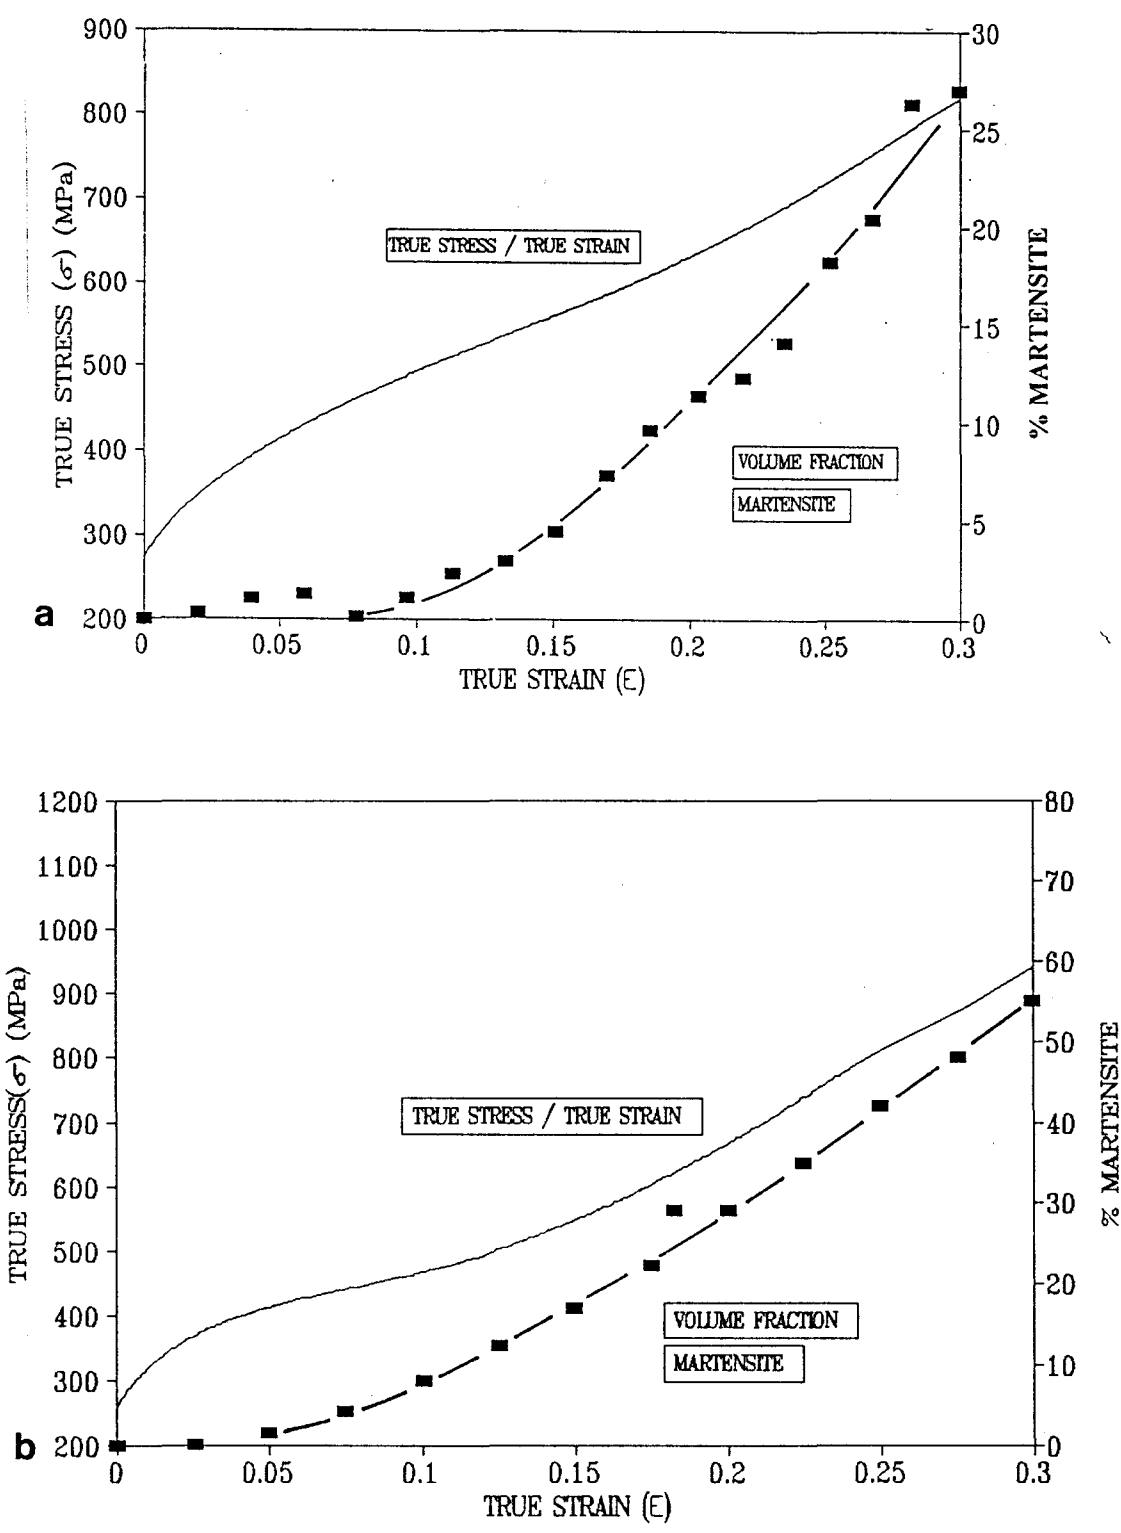 900
800
700
600
500
400
300
200
TRUE STRESS (σ) (MPa)
30
25
20
15
10
5
0
% MARTENSITE
TRUE STRESS / TRUE STRAIN
VOLUME FRACTION
MARTENSITE
a
0 0.05 0.1 0.15 0.2 0.25 0.3
TRUE STRAIN (E)
1200
1100
1000
900
800
700
600
500
400
300
200
TRUE STRESS(σ) (MPa)
80
70
60
50
40
30
20
10
0
% MARTENSITE
TRUE STRESS / TRUE STRAIN
VOLUME FRACTION
MARTENSITE
b
0 0.05 0.1 0.15 0.2 0.25 0.3
TRUE STRAIN (E)